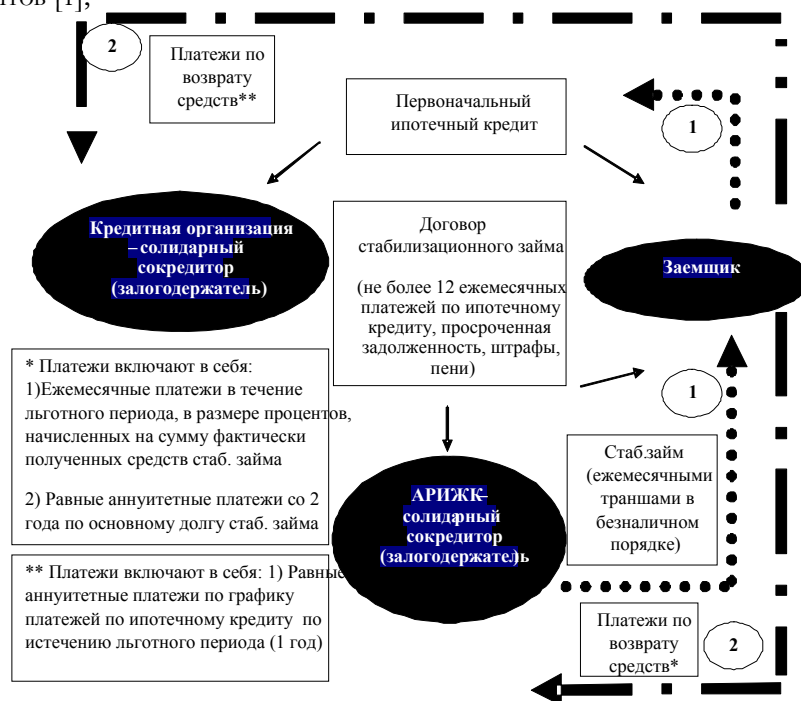 тов [1],
2
Платежи по
возврату
средств**
Первоначальный
ипотечный кредит
1
Кредитная организация
– солидарный
сокредитор
(залогодержатель)
Договор
стабилизационного займа
(не более 12 ежемесячных
платежей по ипотечному
кредиту, просроченная
задолженность, штрафы,
пени)
Заемщик
* Платежи включают в себя:
1)Ежемесячные платежи в течение
льготного периода, в размере процентов,
начисленных на сумму фактически
полученных средств стаб. займа
2) Равные аннуитетные платежи со 2
года по основному долгу стаб. займа
1
Стаб.займ
(ежемесячными
траншами в
безналичном
порядке)
АРИЖК–
солидарный
сокредитор
(залогодержатель
** Платежи включают в себя: 1) Равные
аннуитетные платежи по графику
платежей по ипотечному кредиту по
истечению льготного периода (1 год)
Платежи по
возврату
средств*
2